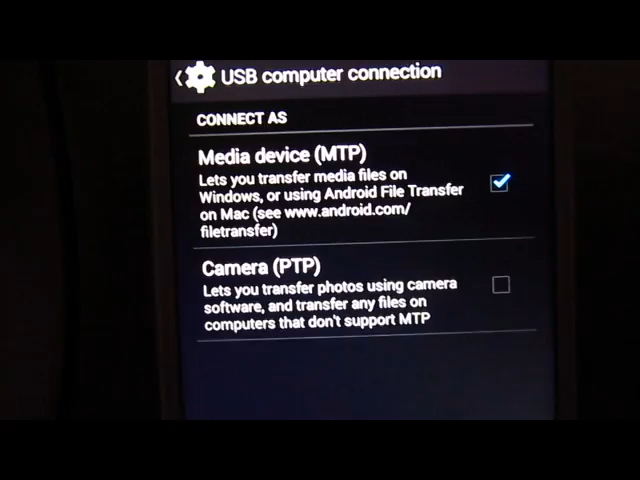 USB computer connection
CONNECT AS
Media device (MTP)
Lets you transfer media files on
Windows, or using Android File Transfer
on Mac (see www.android.com/
filetransfer)
Camera (PTP)
Lets you transfer photos using camera
software, and transfer any files on
computers that don't support MTP